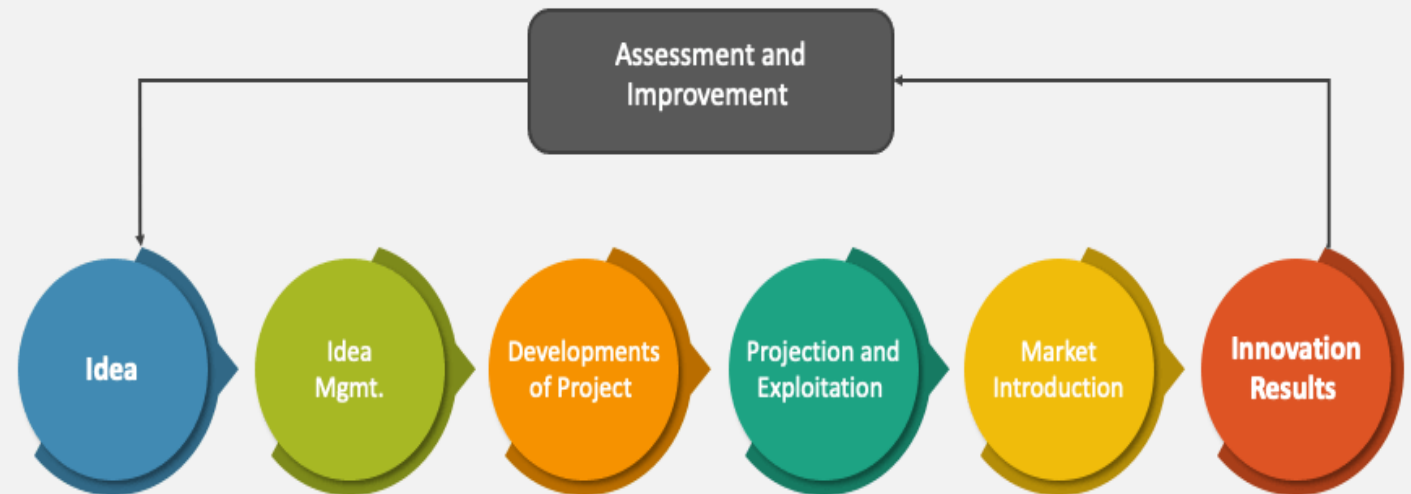 Assessment and
Improvement
Idea
Idea
Mgmt.
Developments
of Project
Projection and
Exploitation
Market
Introduction
Innovation
Results